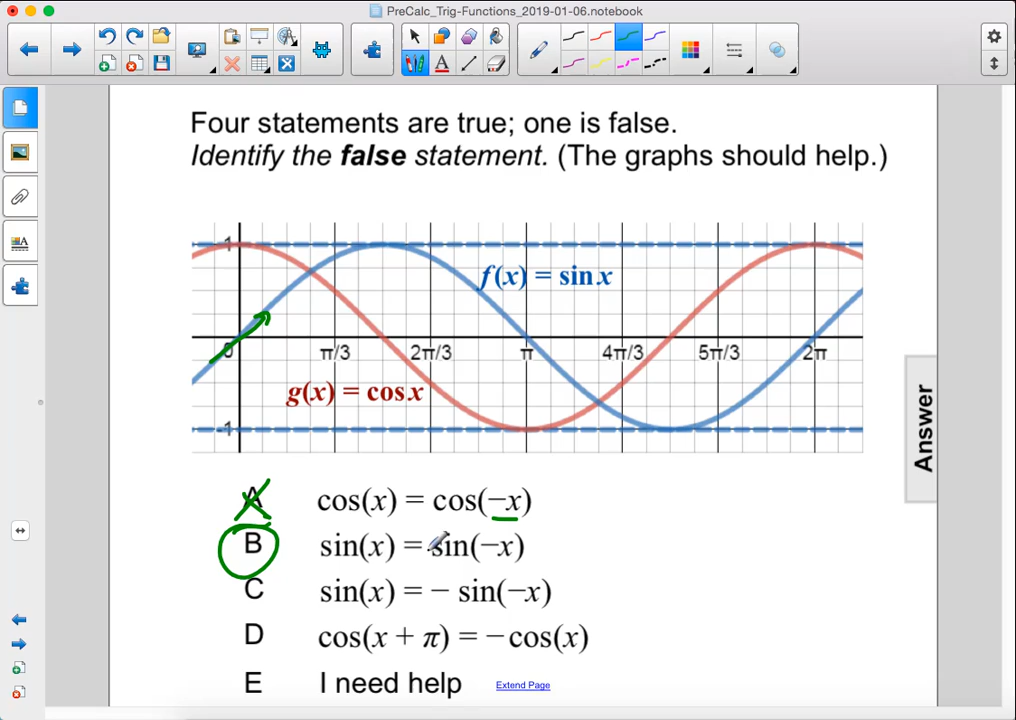 PreCalc_Trig-Functions_2019-01-06.notebook
Four statements are true; one is false.
Identify the false statement. (The graphs should help.)
1
f(x) = sin x
0 π/3 2π/3 π 4π/3 5π/3 2π
g(x) = cos x
-1
Answer
A cos(x) = cos(−x)
B sin(x) = sin(−x)
C sin(x) = − sin(−x)
D cos(x + π) = −cos(x)
E I need help
Extend Page